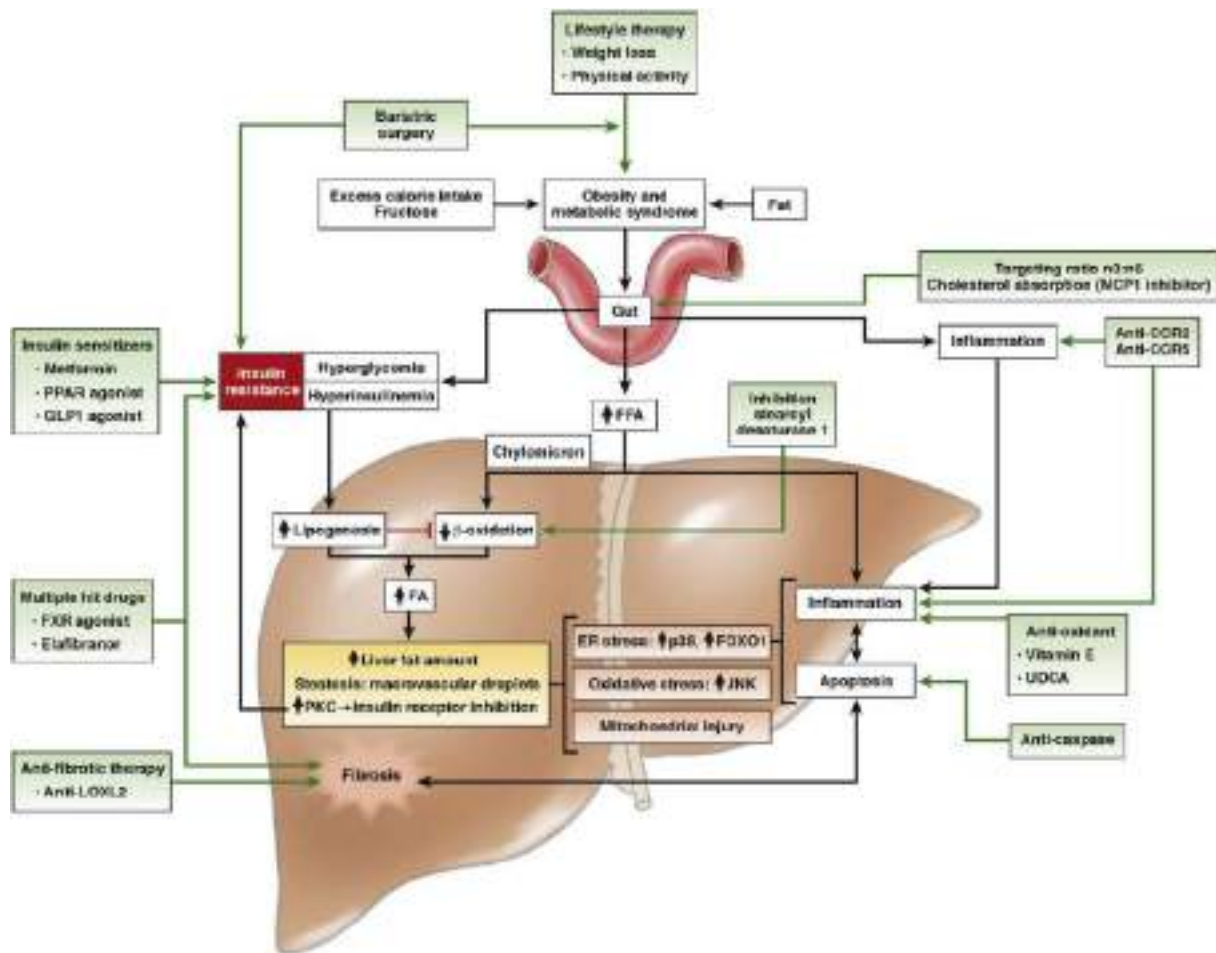 Lifestyle therapy
· Weight loss
· Physical activity
Bariatric
surgery
Excess calorie intake
Fructose
Obesity and
metabolic syndrome
Fat
Targeting ratio n3:n6
Cholesterol absorption (NCP1 inhibitor)
Gut
Inflammation
Anti-CCR2
Anti-CCR5
Insulin sensitizers
· Metformin
· PPAR agonist
· GLP1 agonist
Insulin
resistance
Hyperglycemia
Hyperinsulinemia
FFA
Inhibition
stearoyl
desaturase 1
Chylomicron
Lipogenesis
β-oxidation
FA
Multiple hit drugs
· FXR agonist
· Elafibranor
Inflammation
ER stress: p38, FOXO1
Liver fat amount
Steatosis: macrovascular droplets
PKC→insulin receptor inhibition
Oxidative stress: JNK
Mitochondrial injury
Apoptosis
Anti-oxidant
· Vitamin E
· UDCA
Anti-caspase
Anti-fibrotic therapy
· Anti-LOXL2
Fibrosis